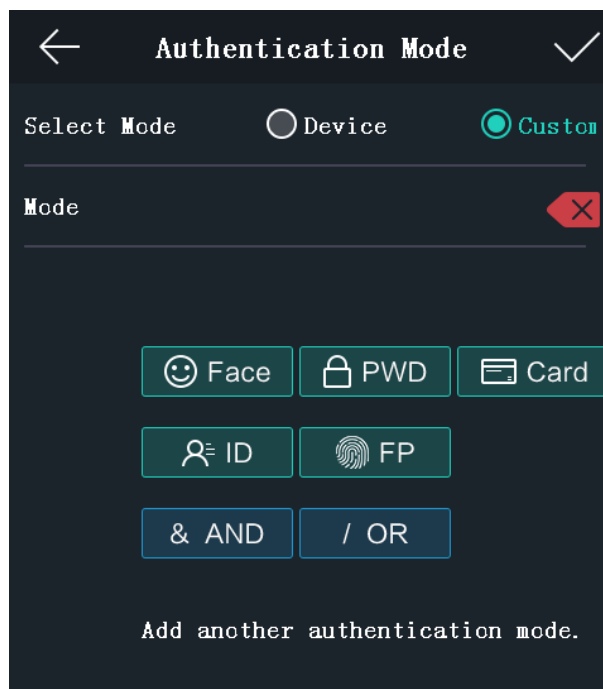 Authentication Mode
Select Mode Device Custom
Mode
Face PWD Card
ID FP
& AND / OR
Add another authentication mode.